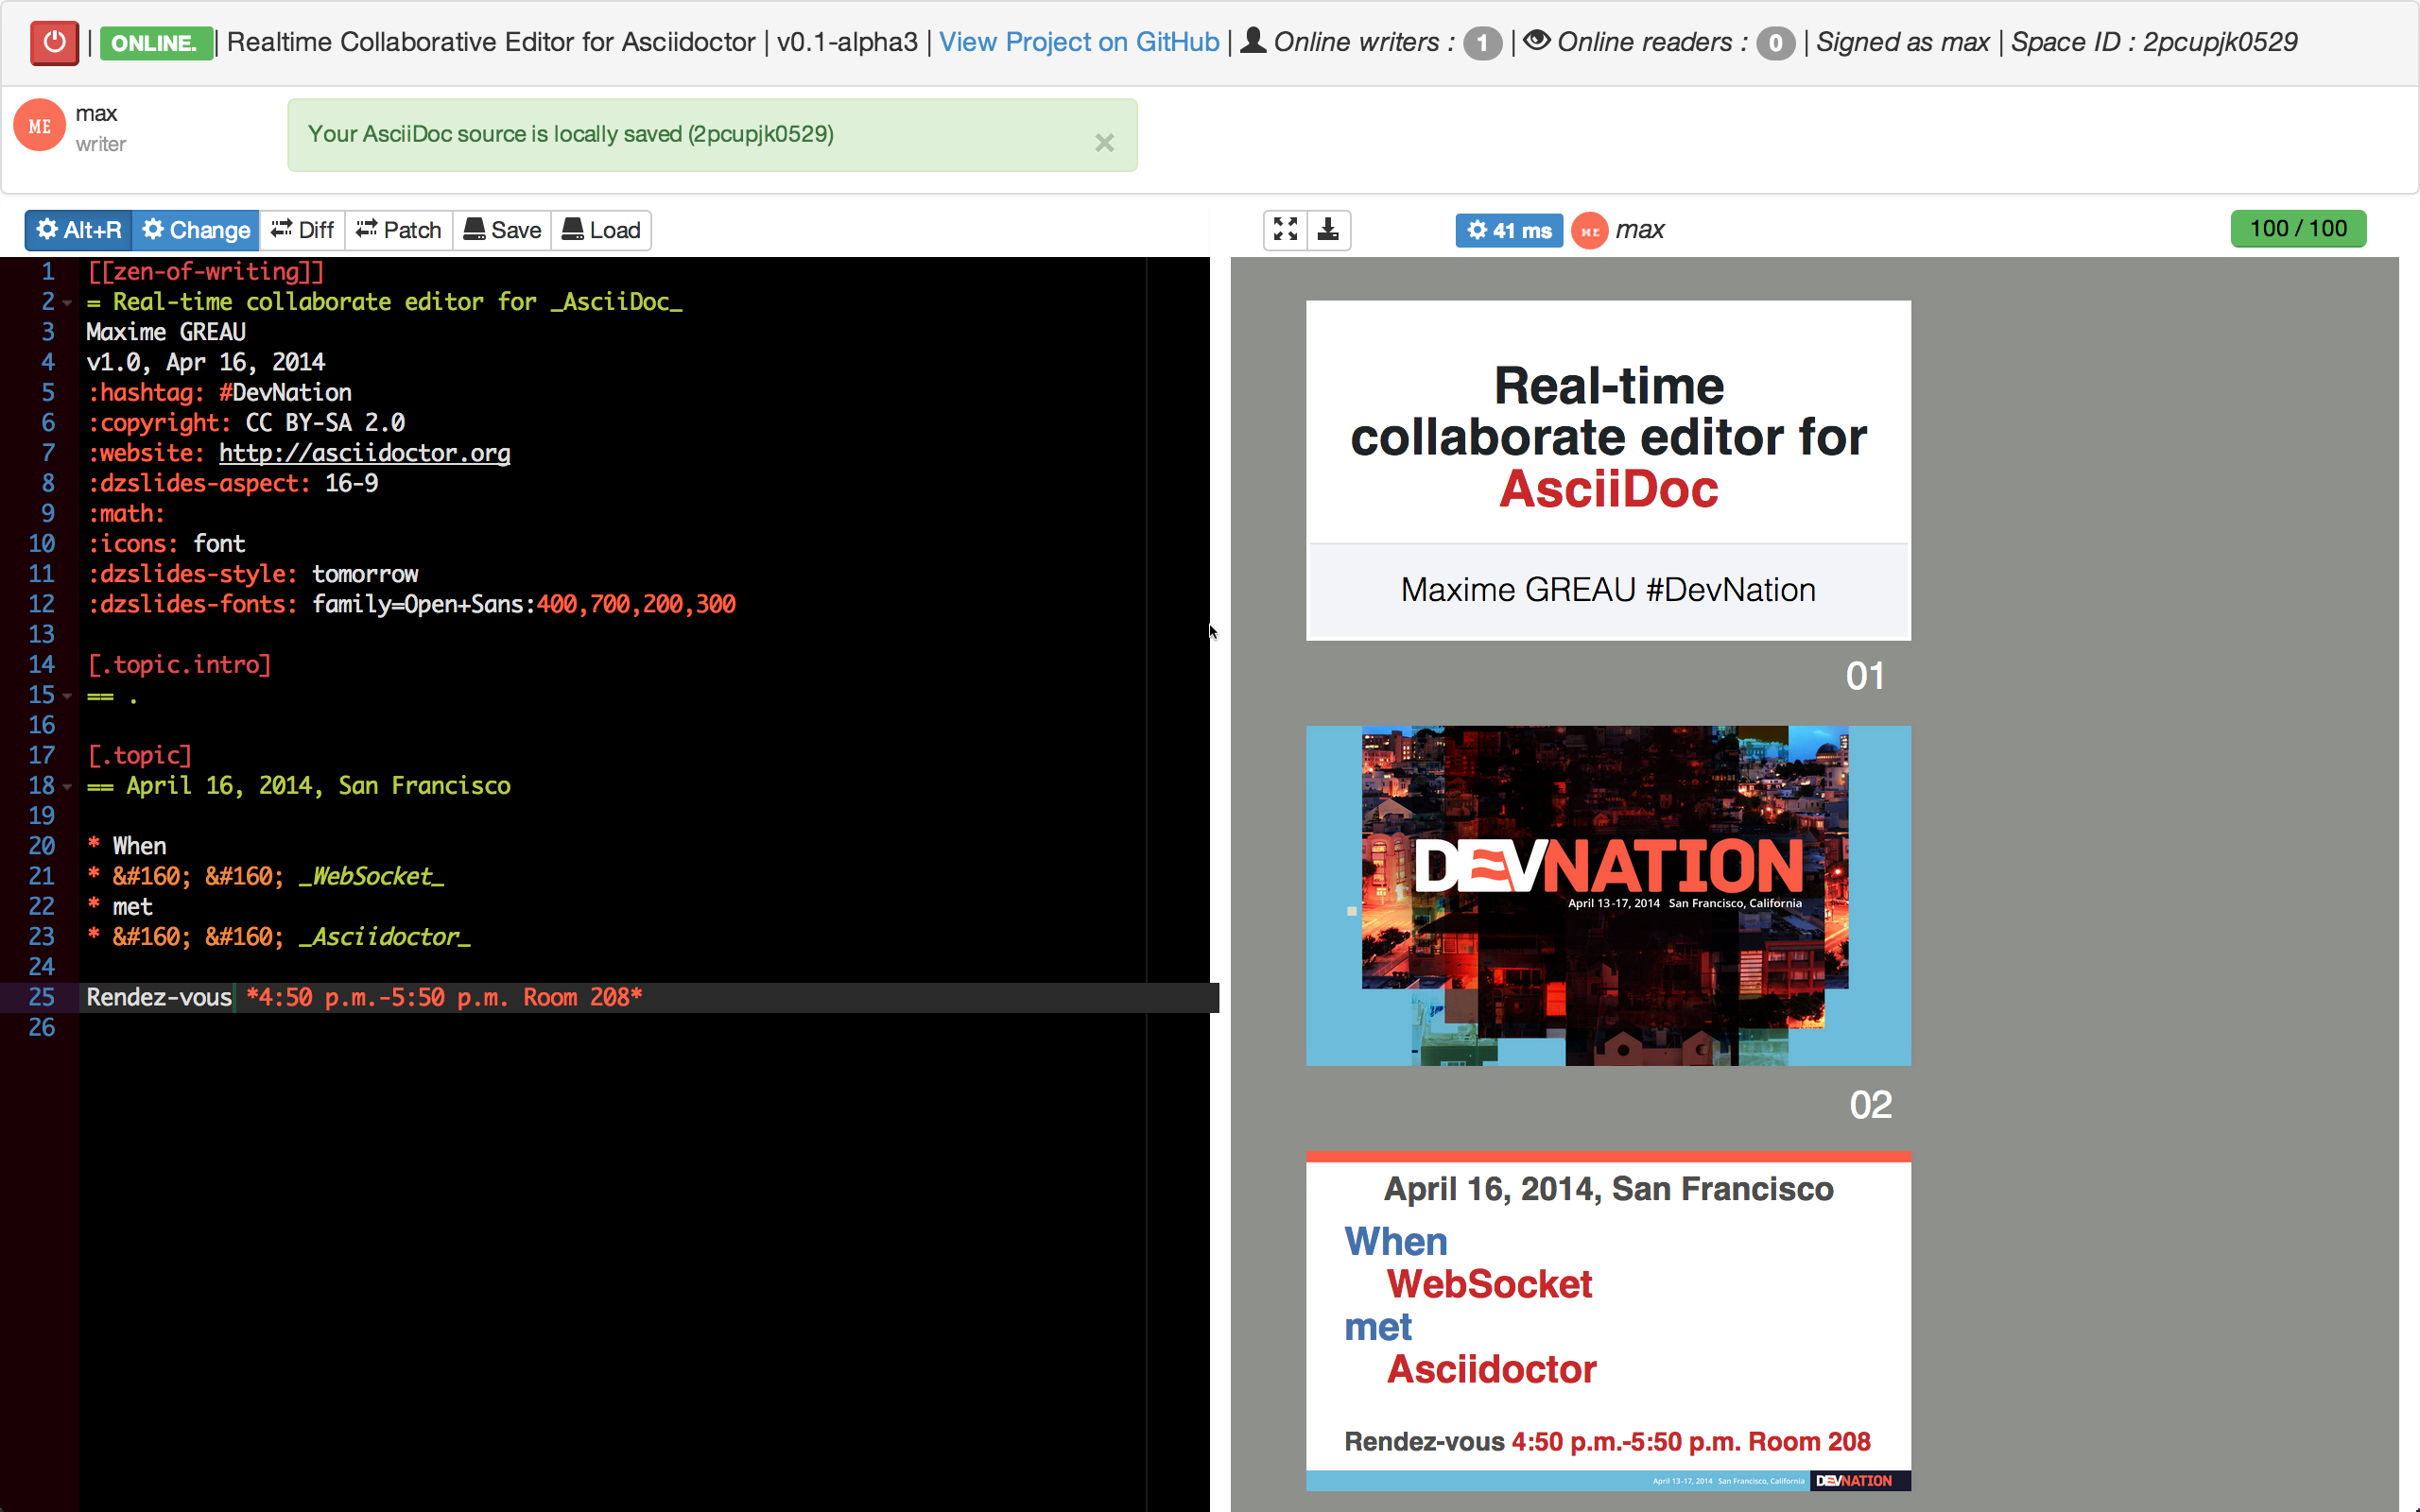 | ONLINE. | Realtime Collaborative Editor for Asciidoctor | v0.1-alpha3 | View Project on GitHub | Online writers : 1 | Online readers : 0 | Signed as max | Space ID : 2pcupjk0529
ME
max
writer
Your AsciiDoc source is locally saved (2pcupjk0529)
×
Alt+R Change Diff Patch Save Load
41 ms ME max
100 / 100
1 [[zen-of-writing]]
2 = Real-time collaborate editor for _AsciiDoc_
3 Maxime GREAU
4 v1.0, Apr 16, 2014
5 :hashtag: #DevNation
6 :copyright: CC BY-SA 2.0
7 :website: http://asciidoctor.org
8 :dzslides-aspect: 16-9
9 :math:
10 :icons: font
11 :dzslides-style: tomorrow
12 :dzslides-fonts: family=Open+Sans:400,700,200,300
13
14 [.topic.intro]
15 == .
16
17 [.topic]
18 == April 16, 2014, San Francisco
19
20 * When
21 * &#160; &#160; _WebSocket_
22 * met
23 * &#160; &#160; _Asciidoctor_
24
25 Rendez-vous *4:50 p.m.-5:50 p.m. Room 208*
26
Real-time
collaborate editor for
AsciiDoc
Maxime GREAU #DevNation
01
DEVNATION
April 13-17, 2014 San Francisco, California
02
April 16, 2014, San Francisco
When
WebSocket
met
Asciidoctor
Rendez-vous 4:50 p.m.-5:50 p.m. Room 208
April 13-17, 2014 San Francisco, California DEVNATION